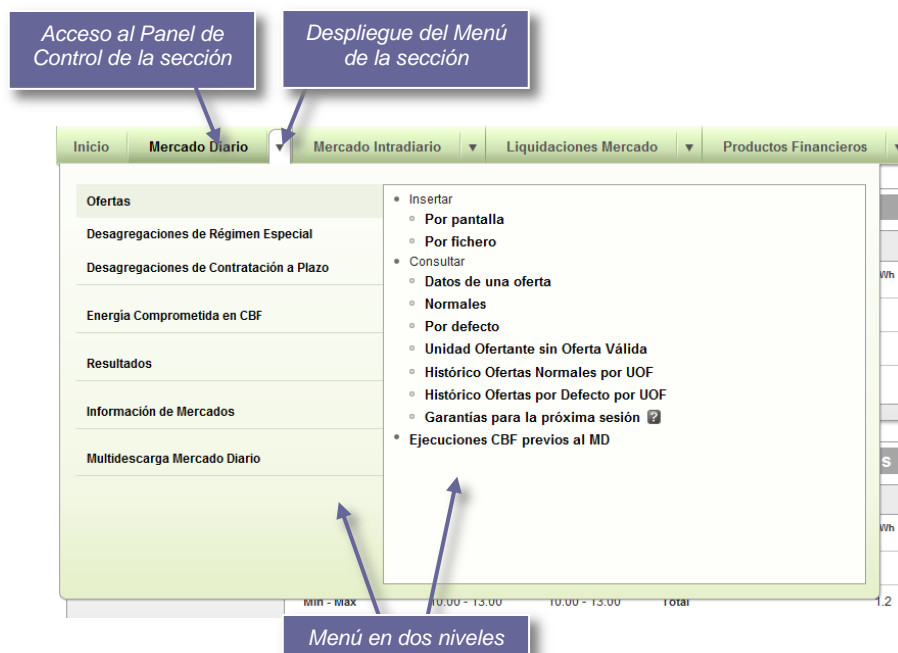 Acceso al Panel de
Control de la sección
Despliegue del Menú
de la sección
Inicio Mercado Diario Mercado Intradiario Liquidaciones Mercado Productos Financieros
Ofertas
Desagregaciones de Régimen Especial
Desagregaciones de Contratación a Plazo
Energía Comprometida en CBF
Resultados
Información de Mercados
Multidescarga Mercado Diario
Insertar
Por pantalla
Por fichero
Consultar
Datos de una oferta
Normales
Por defecto
Unidad Ofertante sin Oferta Válida
Histórico Ofertas Normales por UOF
Histórico Ofertas por Defecto por UOF
Garantías para la próxima sesión ?
Ejecuciones CBF previos al MD
Wh
s
Wh
Min - Max 10:00 - 13:00 10:00 - 13:00 Total 1.2
Menú en dos niveles